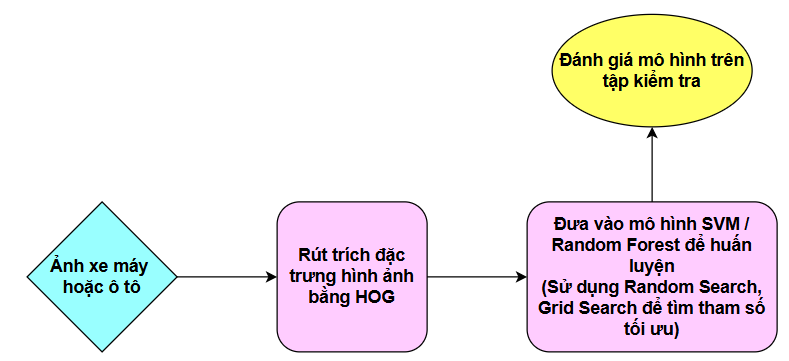 Đánh giá mô hình trên
tập kiểm tra
Ảnh xe máy
hoặc ô tô
Rút trích đặc
trưng hình ảnh
bằng HOG
Đưa vào mô hình SVM /
Random Forest để huấn
luyện
(Sử dụng Random Search,
Grid Search để tìm tham số
tối ưu)